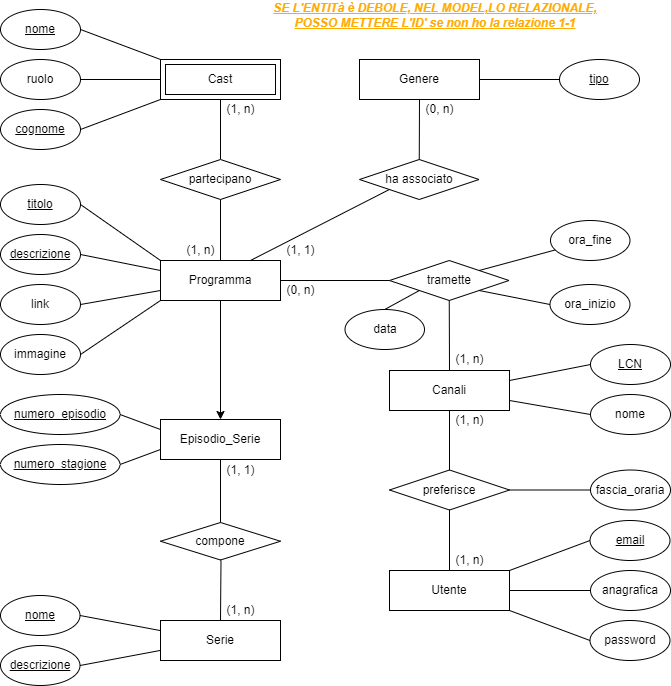 SE L'ENTITà è DEBOLE, NEL MODEL,LO RELAZIONALE,
POSSO METTERE L'ID' se non ho la relazione 1-1
nome
ruolo
cognome
Cast
Genere
tipo
(1, n)
(0, n)
partecipano
ha associato
titolo
descrizione
link
immagine
(1, n)
(1, 1)
Programma
(0, n)
tramette
ora_fine
ora_inizio
data
(1, n)
Canali
LCN
nome
(1, n)
numero_episodio
numero_stagione
Episodio_Serie
(1, 1)
preferisce
fascia_oraria
compone
(1, n)
Utente
email
anagrafica
password
(1, n)
nome
descrizione
Serie